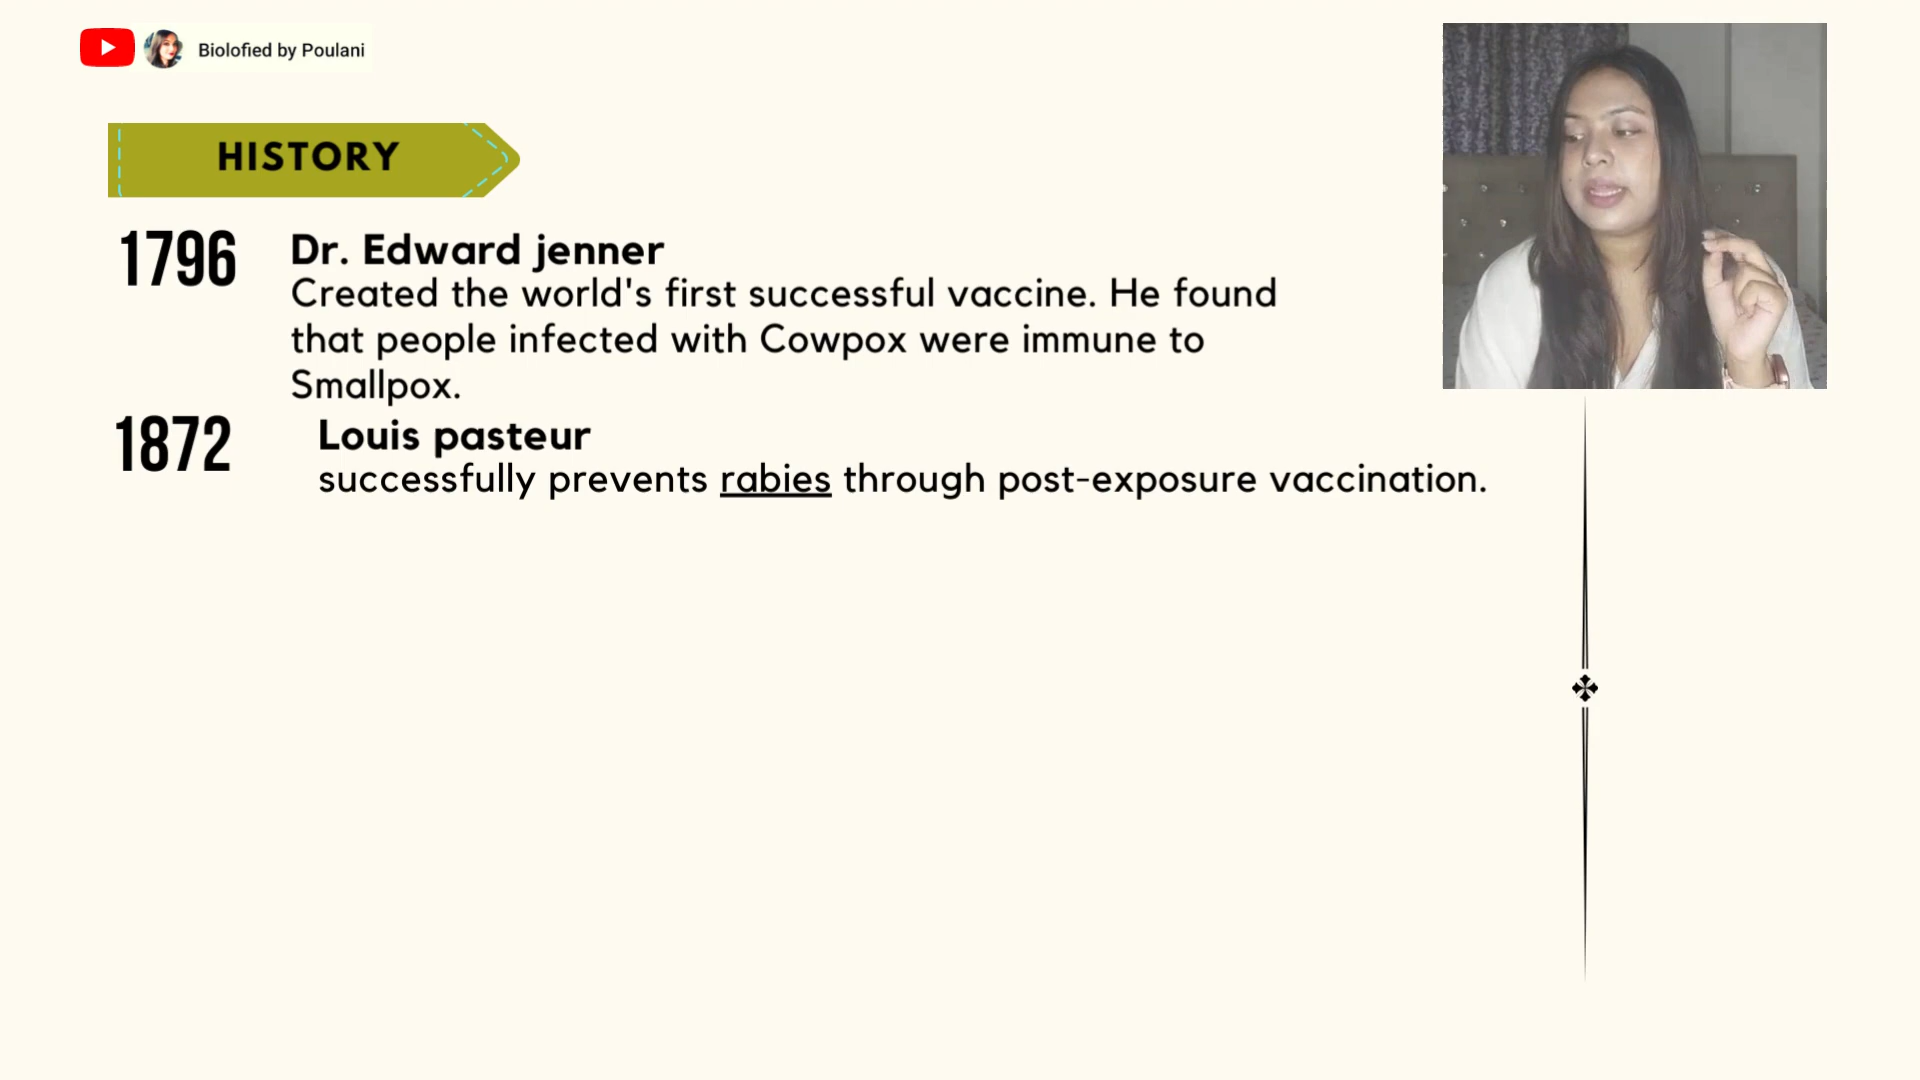 Biolofied by Poulani
HISTORY
1796
Dr. Edward jenner
Created the world's first successful vaccine. He found
that people infected with Cowpox were immune to
Smallpox.
1872
Louis pasteur
successfully prevents rabies through post-exposure vaccination.